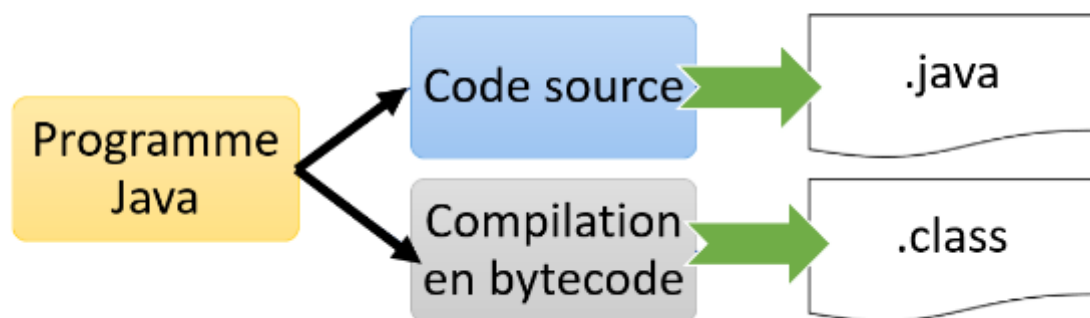 Programme
Java
Code source
.java
Compilation
en bytecode
.class